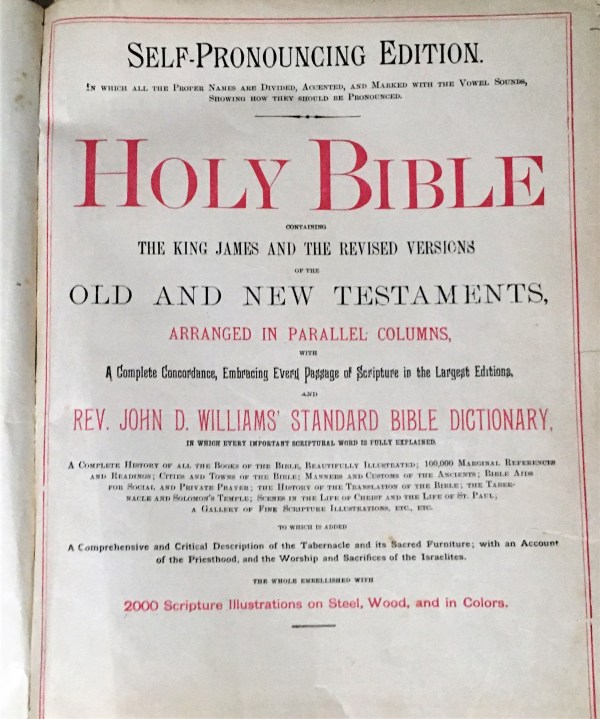 SELF-PRONOUNCING EDITION.
IN WHICH ALL THE PROPER NAMES ARE DIVIDED, ACCENTED, AND MARKED WITH THE VOWEL SOUNDS,
SHOWING HOW THEY SHOULD BE PRONOUNCED.
HOLY BIBLE
CONTAINING
THE KING JAMES AND THE REVISED VERSIONS
OF THE
OLD AND NEW TESTAMENTS,
ARRANGED IN PARALLEL COLUMNS,
WITH
A Complete Concordance, Embracing Every Passage of Scripture in the Largest Editions,
AND
REV. JOHN D. WILLIAMS' STANDARD BIBLE DICTIONARY,
IN WHICH EVERY IMPORTANT SCRIPTURAL WORD IS FULLY EXPLAINED.
A COMPLETE HISTORY OF ALL THE BOOKS OF THE BIBLE, BEAUTIFULLY ILLUSTRATED; 100,000 MARGINAL REFERENCES
AND READINGS; CITIES AND TOWNS OF THE BIBLE; MANNERS AND CUSTOMS OF THE ANCIENTS; BIBLE AIDS
FOR SOCIAL AND PRIVATE PRAYER; THE HISTORY OF THE TRANSLATION OF THE BIBLE; THE TABER-
NACLE AND SOLOMON'S TEMPLE; SCENES IN THE LIFE OF CHRIST AND THE LIFE OF ST. PAUL;
A GALLERY OF FINE SCRIPTURE ILLUSTRATIONS, ETC., ETC.
TO WHICH IS ADDED
A Comprehensive and Critical Description of the Tabernacle and its Sacred Furniture; with an Account
of the Priesthood, and the Worship and Sacrifices of the Israelites.
THE WHOLE EMBELLISHED WITH
2000 Scripture Illustrations on Steel, Wood, and in Colors.